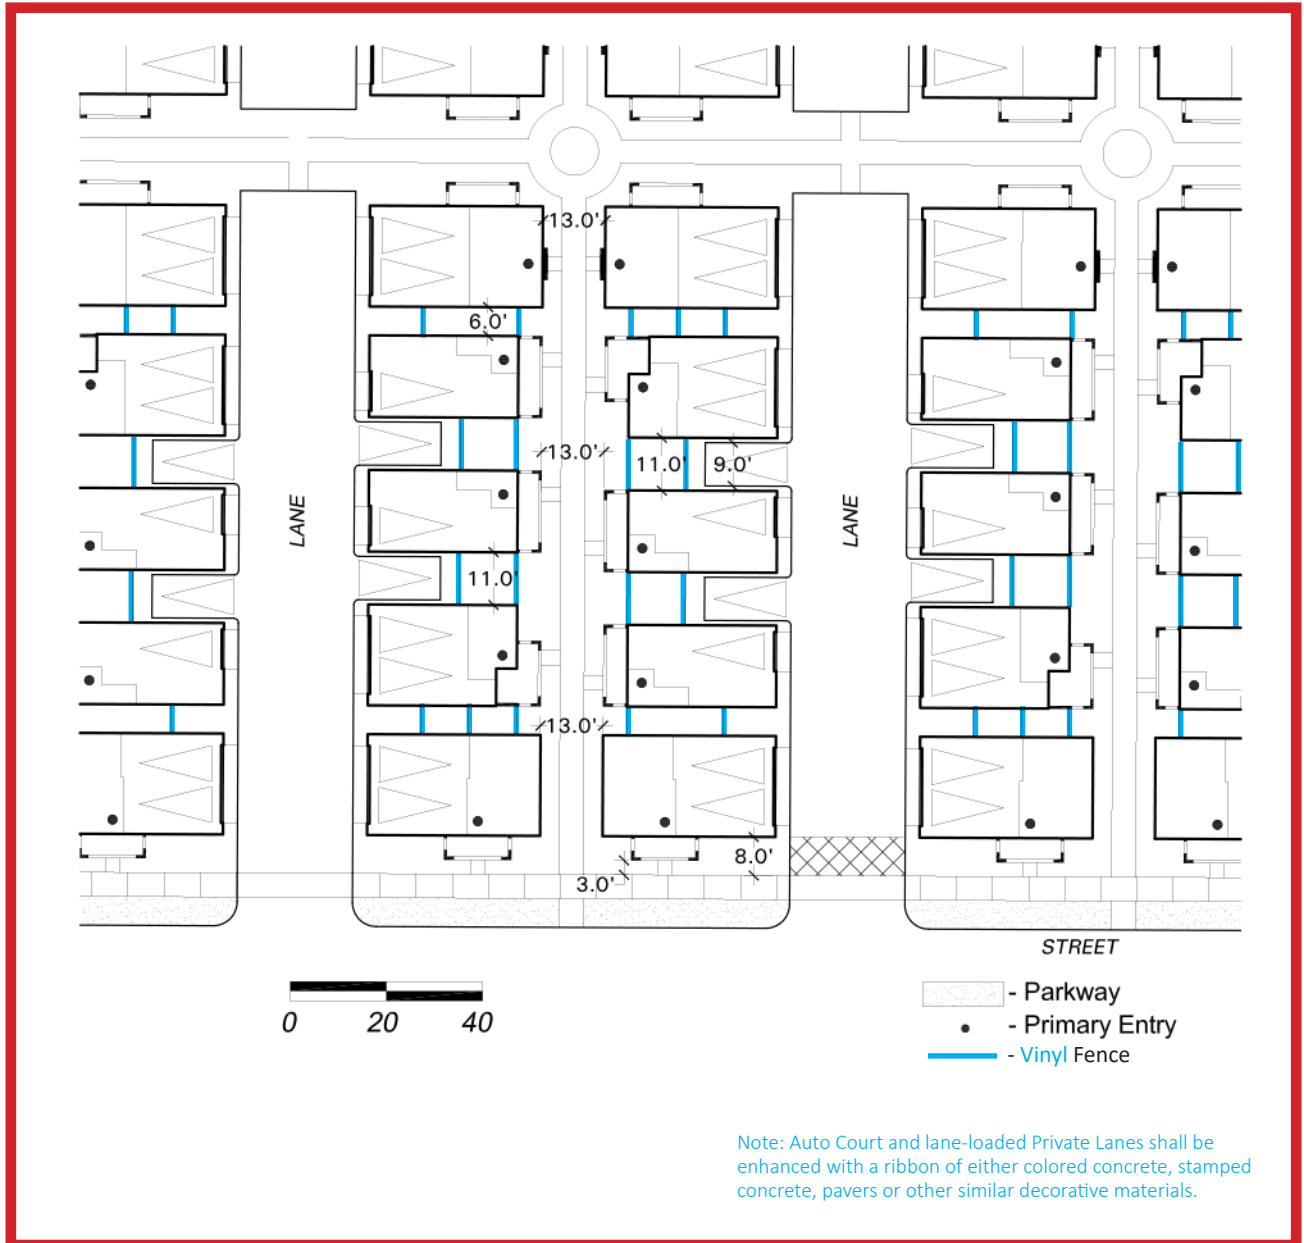 13.0'
6.0'
13.0'
11.0'
9.0'
LANE
LANE
11.0'
13.0'
8.0'
3.0'
STREET
0 20 40
- Parkway
- Primary Entry
- Vinyl Fence
Note: Auto Court and lane-loaded Private Lanes shall be
enhanced with a ribbon of either colored concrete, stamped
concrete, pavers or other similar decorative materials.